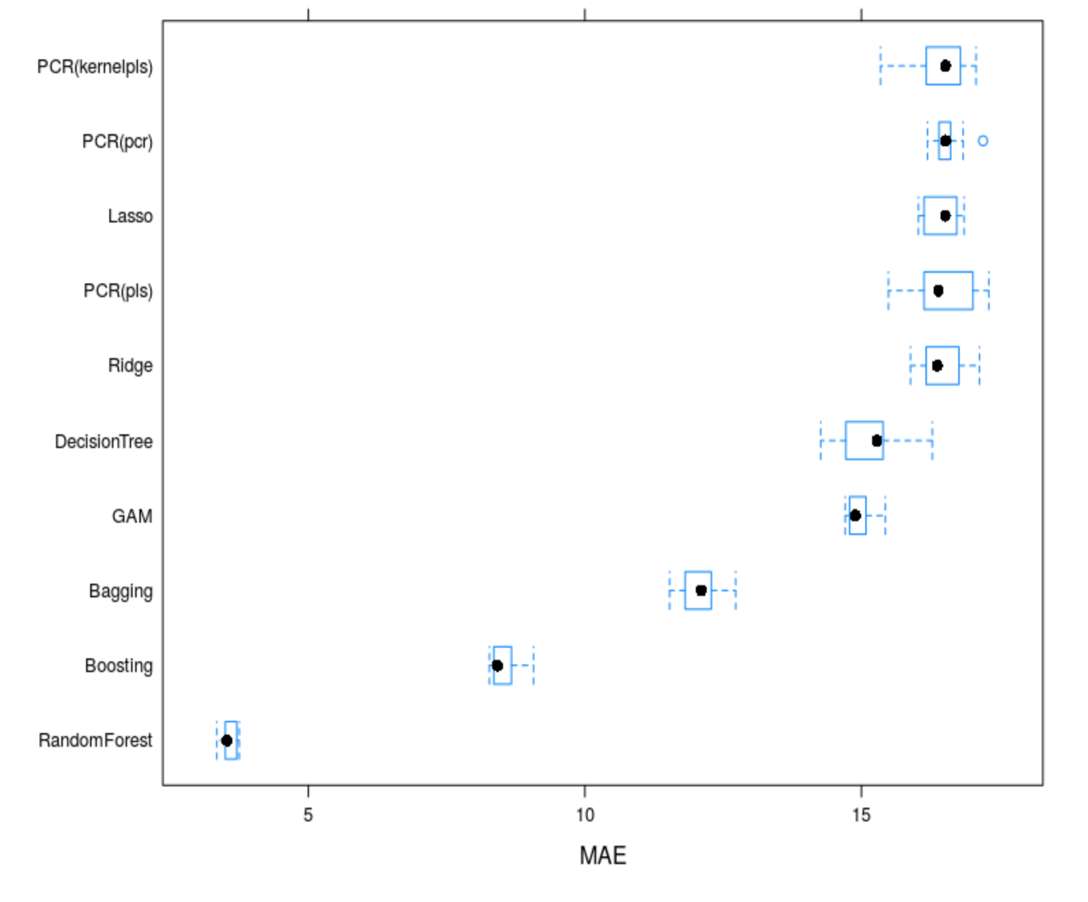 PCR(kernelpls)
PCR(pcr)
Lasso
PCR(pls)
Ridge
DecisionTree
GAM
Bagging
Boosting
RandomForest
5 10 15
MAE